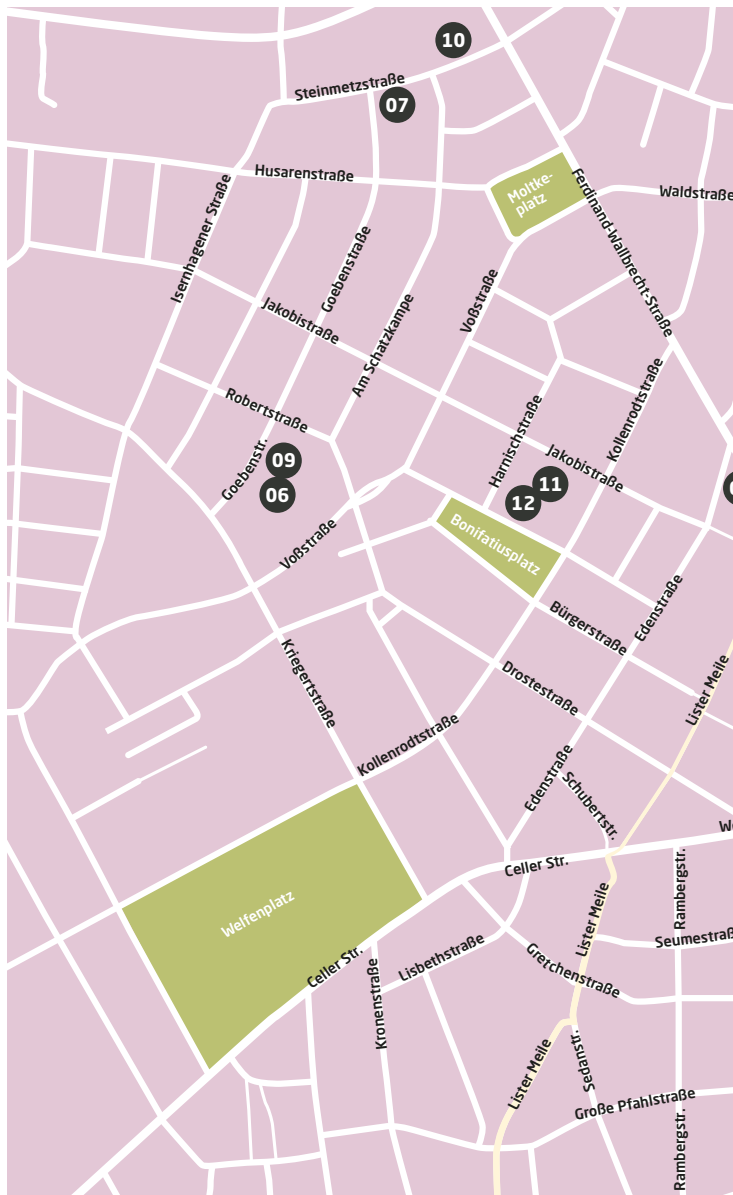 10
Steinmetzstraße
07
Husarenstraße
Moltke-
platz
Waldstraße
Isernhagener Straße
Ferdinand-Wallbrecht-Straße
Goebenstraße
Voßstraße
Jakobistraße
Am Schatzkampe
Kollenrodtstraße
Robertstraße
Harnischstraße
Jakobistraße
Goebenstr.
09
06
11
12
Voßstraße
Bonifatiusplatz
Edenstraße
Bürgerstraße
Kriegertstraße
Lister Meile
Drostestraße
Kollenrodtstraße
Edenstraße
Schubertstr.
Celler Str.
Rambergstr.
Welfenplatz
Lister Meile
Seumestraß
Celler Str.
Lisbethstraße
Gretchenstraße
Kronenstraße
Lister Meile
Sedanstr.
Große Pfahlstraße
Rambergstr.